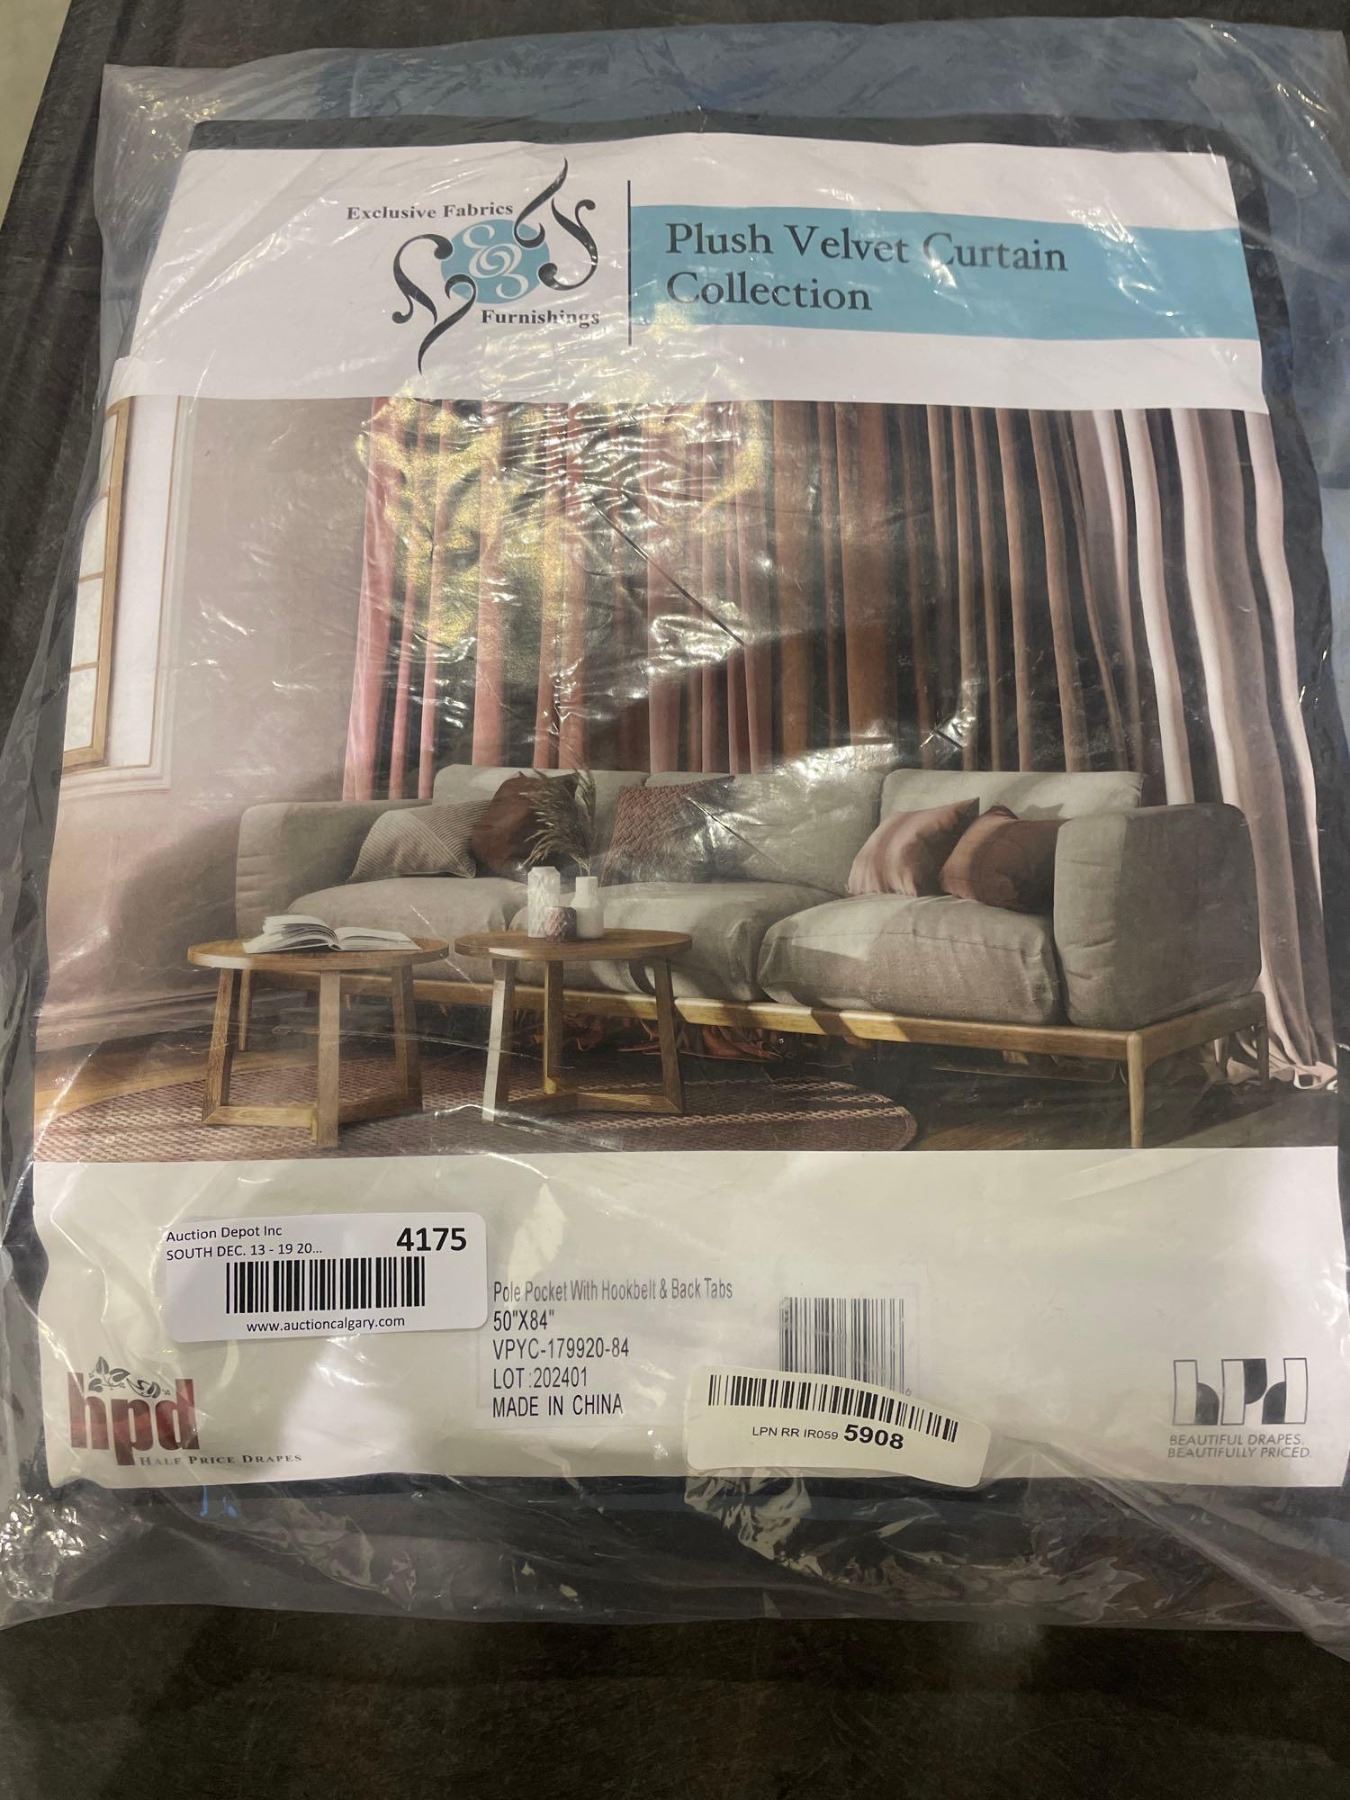 Exclusive Fabrics
&
Furnishings
Plush Velvet Curtain
Collection
Auction Depot Inc
SOUTH DEC. 13 - 19 20...
4175
www.auctioncalgary.com
Pole Pocket With Hookbelt & Back Tabs
50"X84"
VPYC-179920-84
LOT:202401
MADE IN CHINA
LPN RR IR059 5908
hpd
HALF PRICE DRAPES
hpd
BEAUTIFUL DRAPES.
BEAUTIFULLY PRICED.